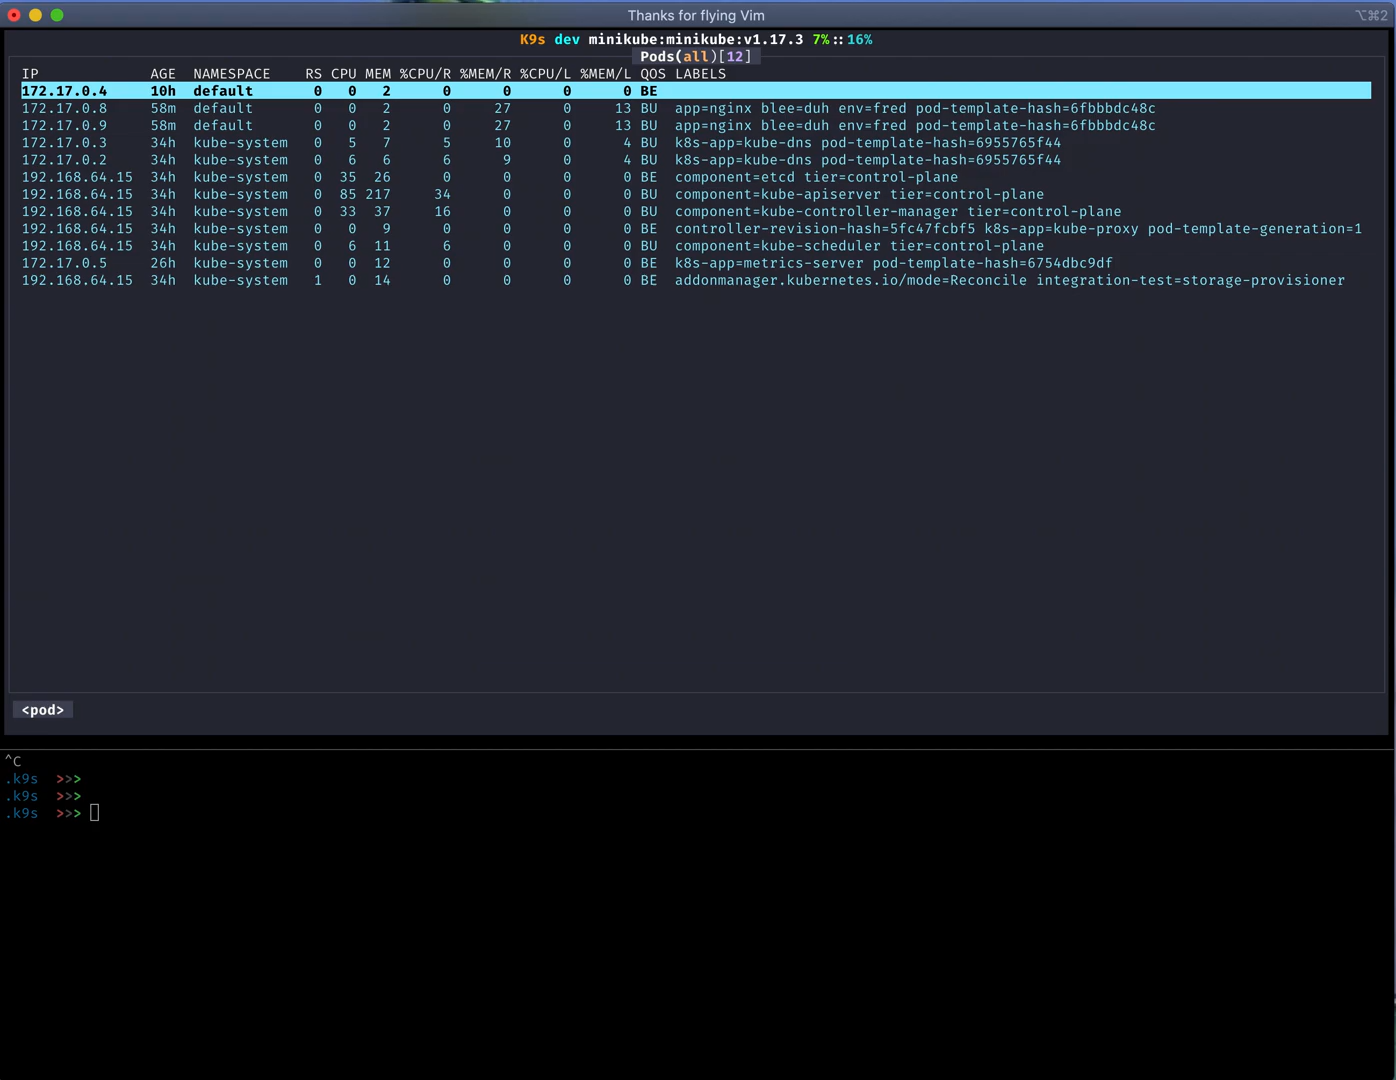 Thanks for flying Vim ⌥⌘2
K9s dev minikube:minikube:v1.17.3 7%::16%
Pods(all)[12]
IP AGE NAMESPACE RS CPU MEM %CPU/R %MEM/R %CPU/L %MEM/L QOS LABELS
172.17.0.4 10h default 0 0 2 0 0 0 0 BE
172.17.0.8 58m default 0 0 2 0 27 0 13 BU app=nginx blee=duh env=fred pod-template-hash=6fbbbdc48c
172.17.0.9 58m default 0 0 2 0 27 0 13 BU app=nginx blee=duh env=fred pod-template-hash=6fbbbdc48c
172.17.0.3 34h kube-system 0 5 7 5 10 0 4 BU k8s-app=kube-dns pod-template-hash=6955765f44
172.17.0.2 34h kube-system 0 6 6 6 9 0 4 BU k8s-app=kube-dns pod-template-hash=6955765f44
192.168.64.15 34h kube-system 0 35 26 0 0 0 0 BE component=etcd tier=control-plane
192.168.64.15 34h kube-system 0 85 217 34 0 0 0 BU component=kube-apiserver tier=control-plane
192.168.64.15 34h kube-system 0 33 37 16 0 0 0 BU component=kube-controller-manager tier=control-plane
192.168.64.15 34h kube-system 0 0 9 0 0 0 0 BE controller-revision-hash=5fc47fcbf5 k8s-app=kube-proxy pod-template-generation=1
192.168.64.15 34h kube-system 0 6 11 6 0 0 0 BU component=kube-scheduler tier=control-plane
172.17.0.5 26h kube-system 0 0 12 0 0 0 0 BE k8s-app=metrics-server pod-template-hash=6754dbc9df
192.168.64.15 34h kube-system 1 0 14 0 0 0 0 BE addonmanager.kubernetes.io/mode=Reconcile integration-test=storage-provisioner
<pod>
^C
.k9s >>>
.k9s >>>
.k9s >>>